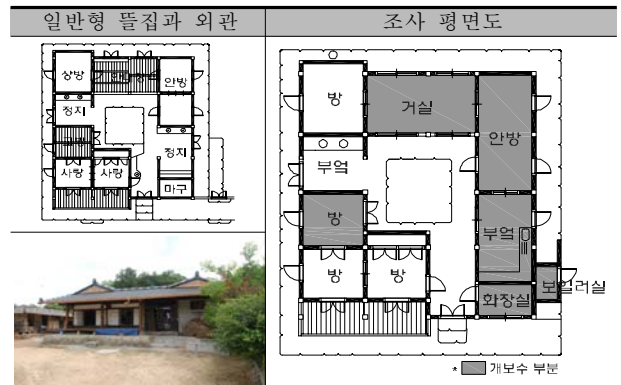 일반형 뜰집과 외관
조사 평면도
상방
안방
정지
정지
사랑
사랑
마구
방
거실
안방
부엌
방
부엌
방
방
화장실
보일러실
* 개보수 부분